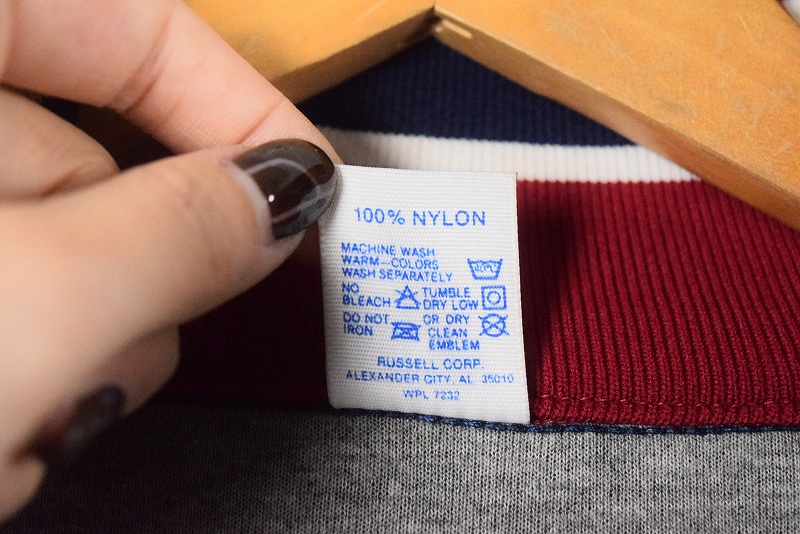 100% NYLON
MACHINE WASH
WARM-COLORS
WASH SEPARATELY
NO BLEACH
TUMBLE DRY LOW
DO NOT IRON
OR DRY CLEAN EMBLEM
RUSSELL CORP.
ALEXANDER CITY, AL 35010
WPL 7232